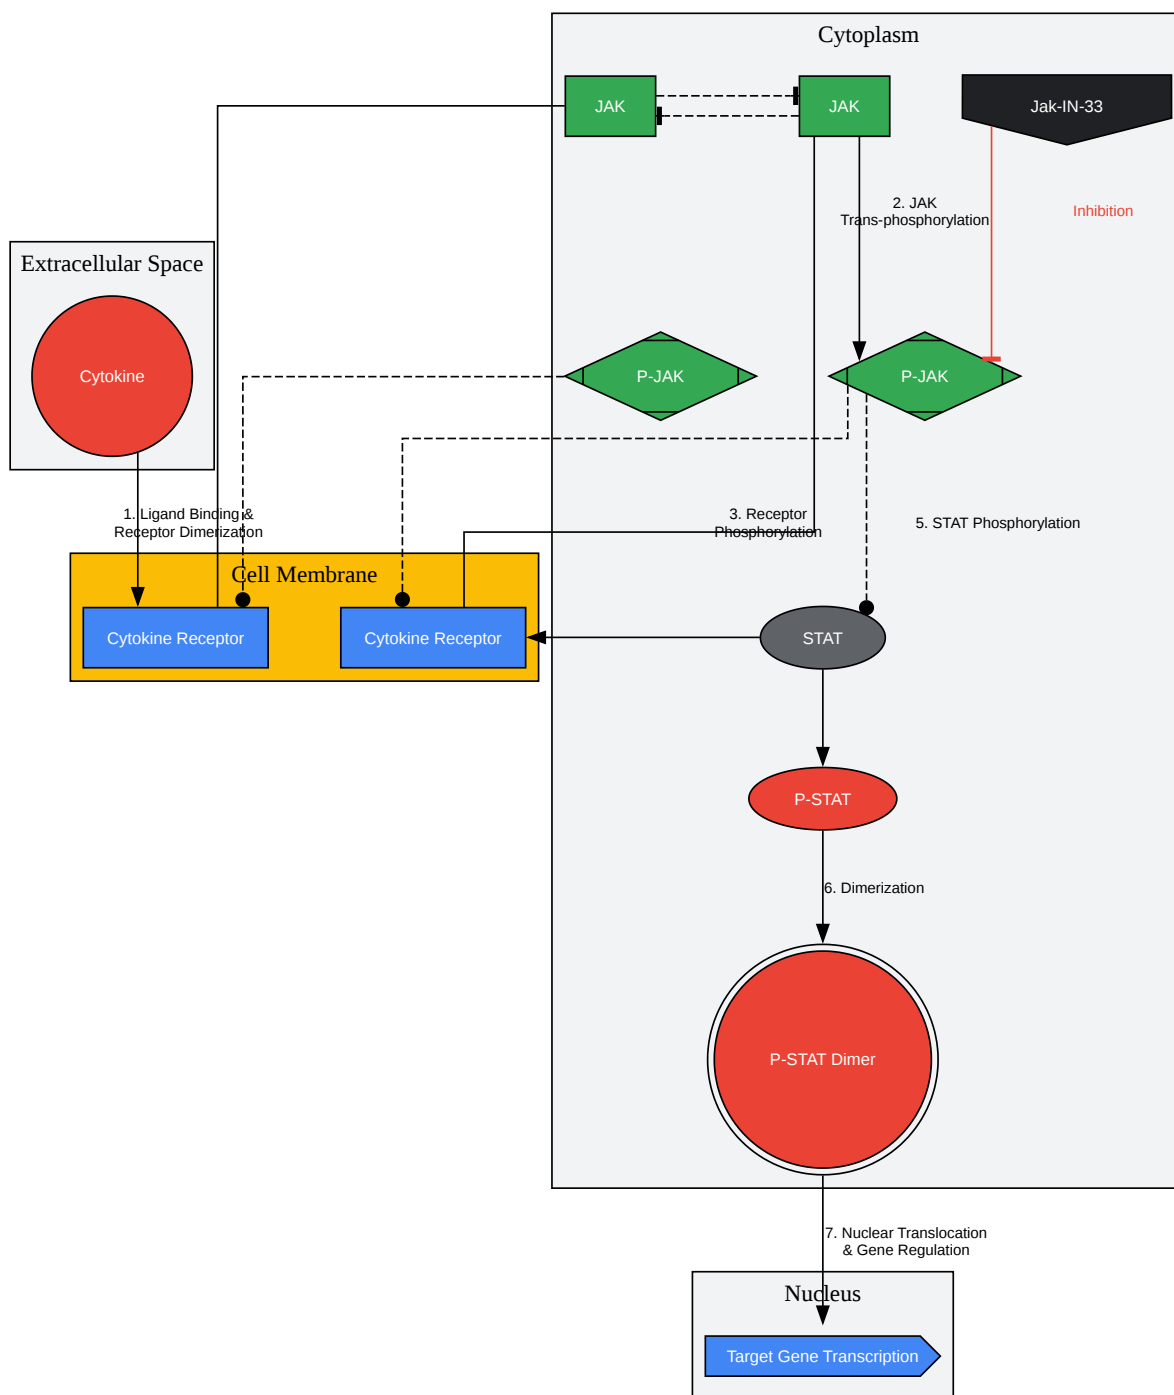 Cytoplasm
JAK
JAK
Jak-IN-33
2. JAK
Trans-phosphorylation
Inhibition
Extracellular Space
Cytokine
P-JAK
P-JAK
1. Ligand Binding &
Receptor Dimerization
3. Receptor
Phosphorylation
5. STAT Phosphorylation
Cell Membrane
Cytokine Receptor
Cytokine Receptor
STAT
P-STAT
6. Dimerization
P-STAT Dimer
7. Nuclear Translocation
& Gene Regulation
Nucleus
Target Gene Transcription